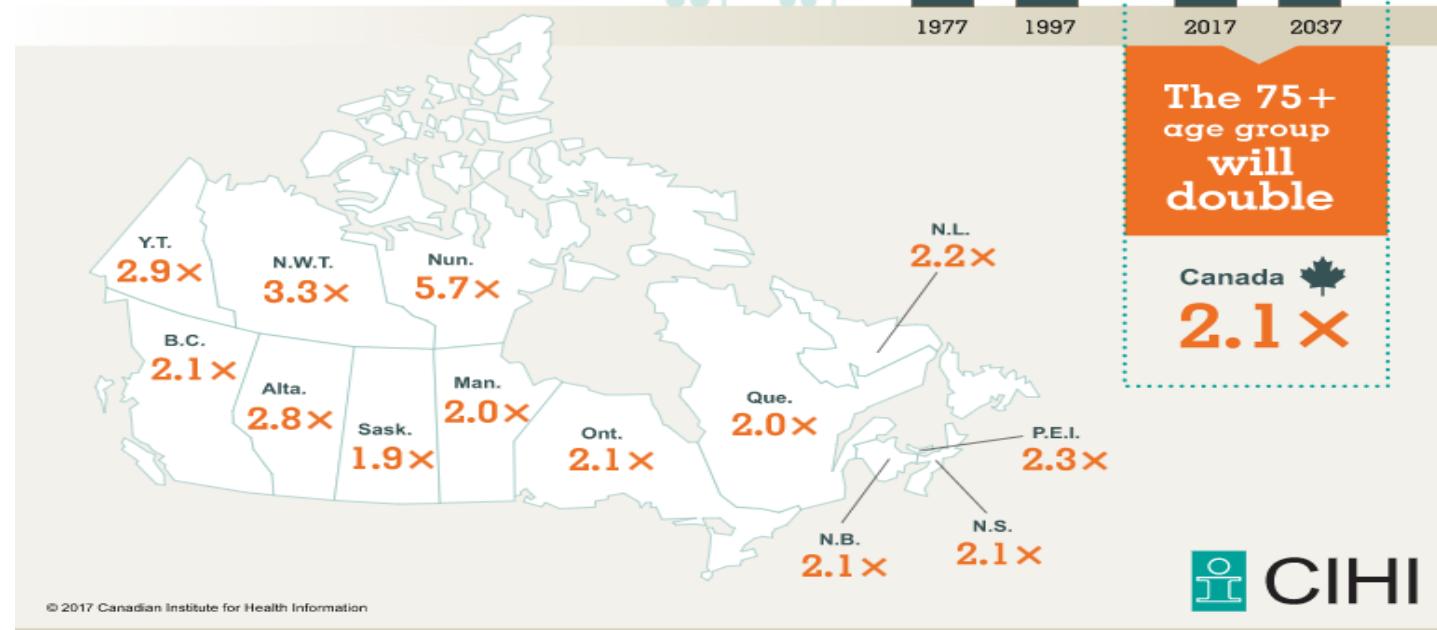 1977 1997 2017 2037
The 75+
age group
will
double
Canada
2.1×
Y.T.
2.9×
N.W.T.
3.3×
Nun.
5.7×
N.L.
2.2×
B.C.
2.1×
Alta.
2.8×
Sask.
1.9×
Man.
2.0×
Ont.
2.1×
Que.
2.0×
P.E.I.
2.3×
N.B.
2.1×
N.S.
2.1×
© 2017 Canadian Institute for Health Information
CIHI